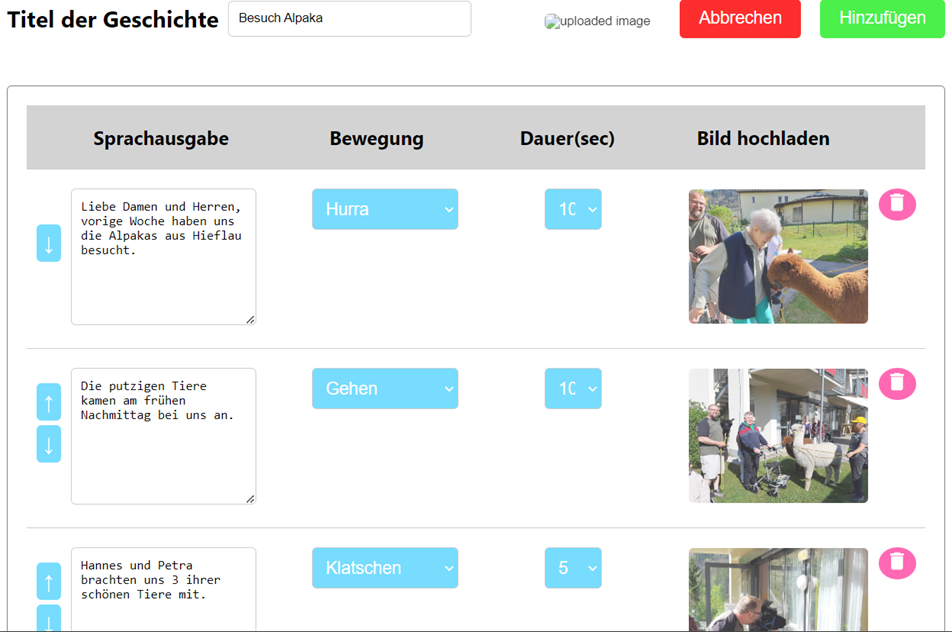 Titel der Geschichte
Besuch Alpaka
uploaded image
Abbrechen
Hinzufügen
Sprachausgabe
Bewegung
Dauer(sec)
Bild hochladen
Liebe Damen und Herren,
vorige Woche haben uns
die Alpakas aus Hieflau
besucht.
Hurra
10
Die putzigen Tiere
kamen am frühen
Nachmittag bei uns an.
Gehen
10
Hannes und Petra
brachten uns 3 ihrer
schönen Tiere mit.
Klatschen
5